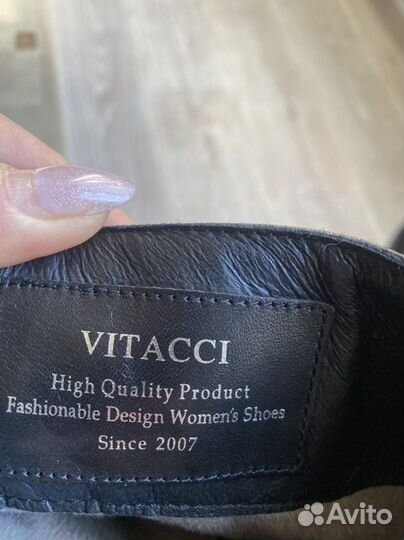 VITACCI
High Quality Product
Fashionable Design Women's Shoes
Since 2007
Avito